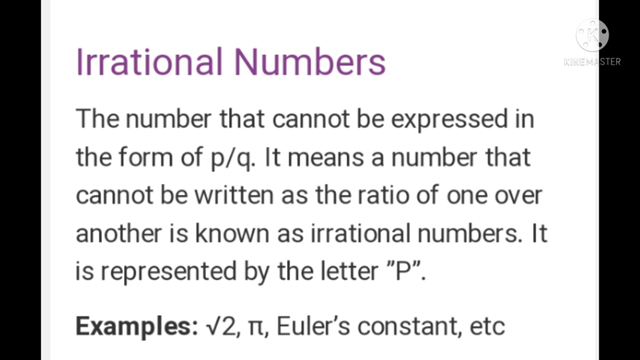 Irrational Numbers
KINEMASTER
The number that cannot be expressed in
the form of p/q. It means a number that
cannot be written as the ratio of one over
another is known as irrational numbers. It
is represented by the letter ”P”.
Examples: √2, π, Euler’s constant, etc